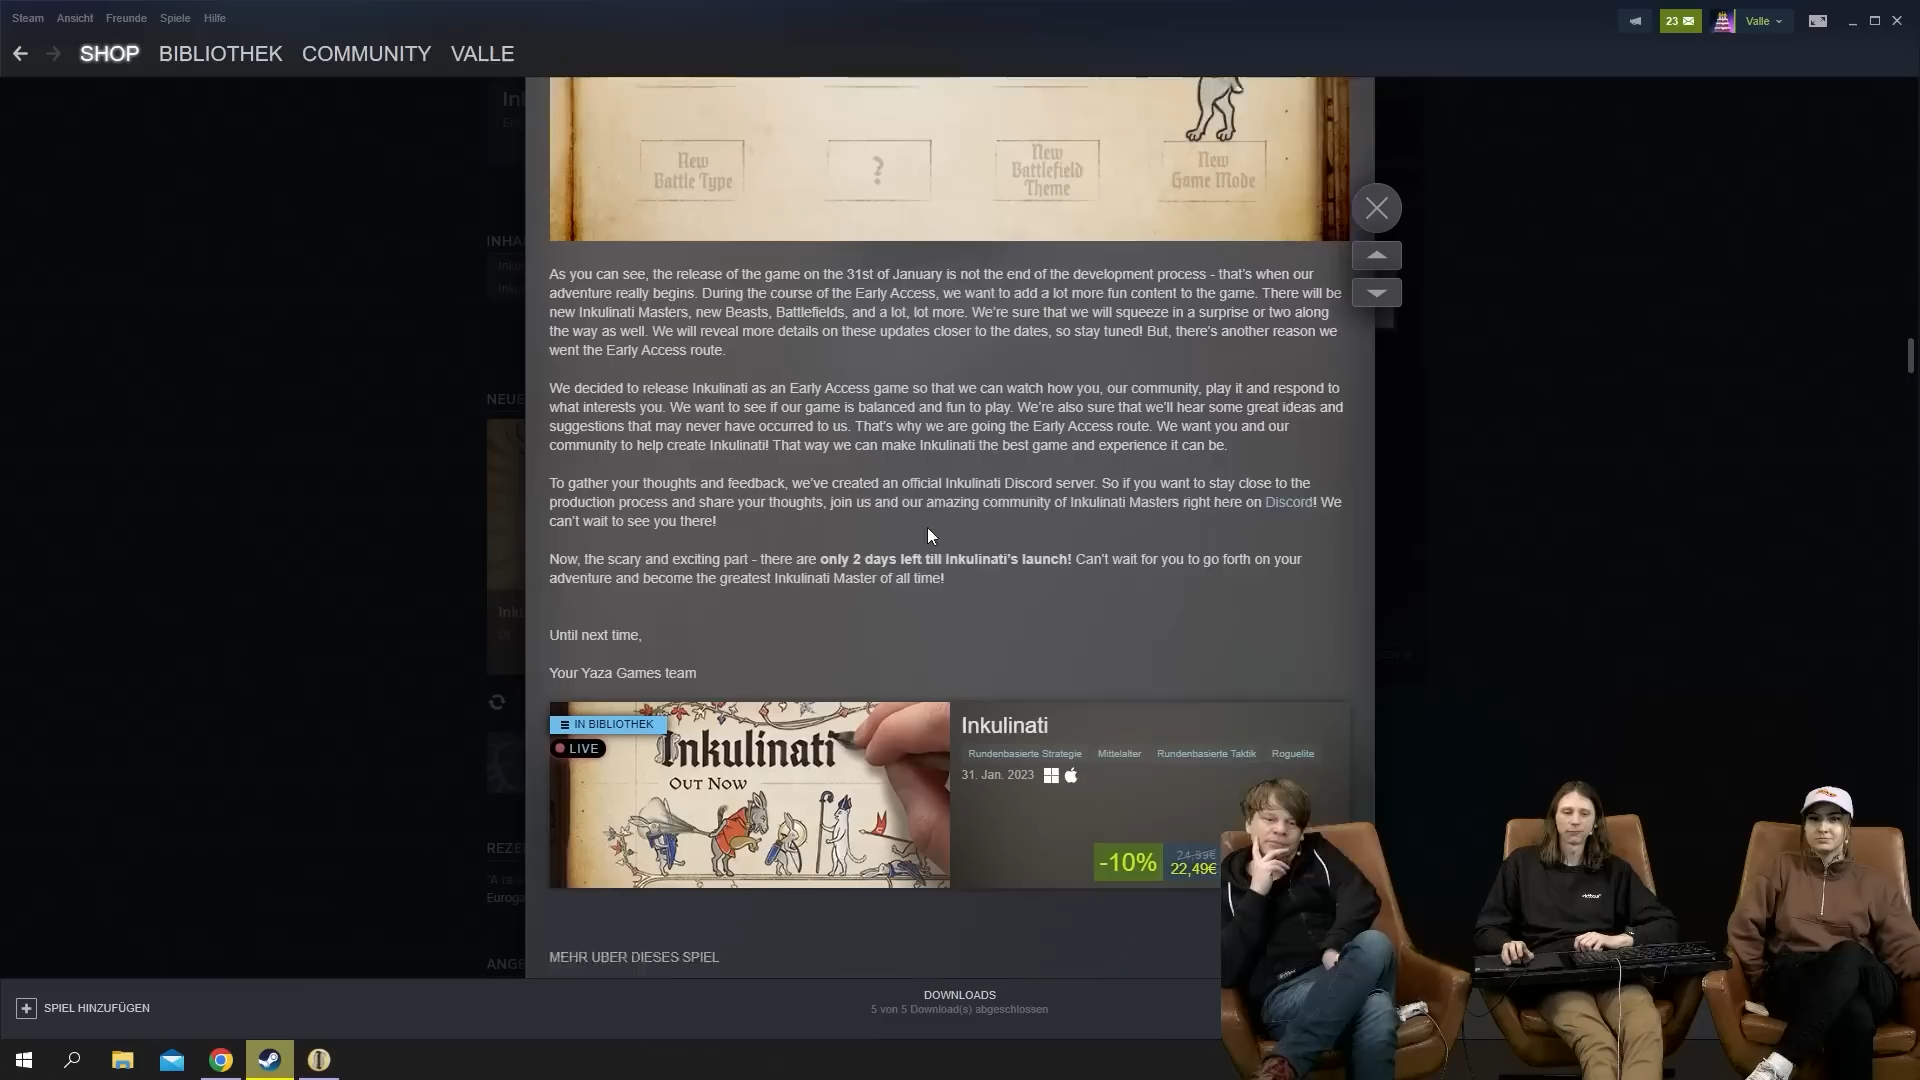 Steam Ansicht Freunde Spiele Hilfe
23
Valle
SHOP BIBLIOTHEK COMMUNITY VALLE
New Battle Type
?
New Battlefield Theme
New Game Mode
INHA
As you can see, the release of the game on the 31st of January is not the end of the development process - that's when our
adventure really begins. During the course of the Early Access, we want to add a lot more fun content to the game. There will be
new Inkulinati Masters, new Beasts, Battlefields, and a lot, lot more. We're sure that we will squeeze in a surprise or two along
the way as well. We will reveal more details on these updates closer to the dates, so stay tuned! But, there's another reason we
went the Early Access route.
We decided to release Inkulinati as an Early Access game so that we can watch how you, our community, play it and respond to
what interests you. We want to see if our game is balanced and fun to play. We're also sure that we'll hear some great ideas and
suggestions that may never have occurred to us. That's why we are going the Early Access route. We want you and our
community to help create Inkulinati! That way we can make Inkulinati the best game and experience it can be.
NEUE
To gather your thoughts and feedback, we've created an official Inkulinati Discord server. So if you want to stay close to the
production process and share your thoughts, join us and our amazing community of Inkulinati Masters right here on Discord! We
can't wait to see you there!
Now, the scary and exciting part - there are only 2 days left till Inkulinati's launch! Can't wait for you to go forth on your
adventure and become the greatest Inkulinati Master of all time!
Until next time,
Your Yaza Games team
IN BIBLIOTHEK
LIVE
Inkulinati
OUT NOW
Inkulinati
Rundenbasierte Strategie Mittelalter Rundenbasierte Taktik Roguelite
31. Jan. 2023
-10%
24,99€
22,49€
REZE
Euroga
MEHR ÜBER DIESES SPIEL
ANGE
SPIEL HINZUFÜGEN
DOWNLOADS
5 von 5 Download(s) abgeschlossen